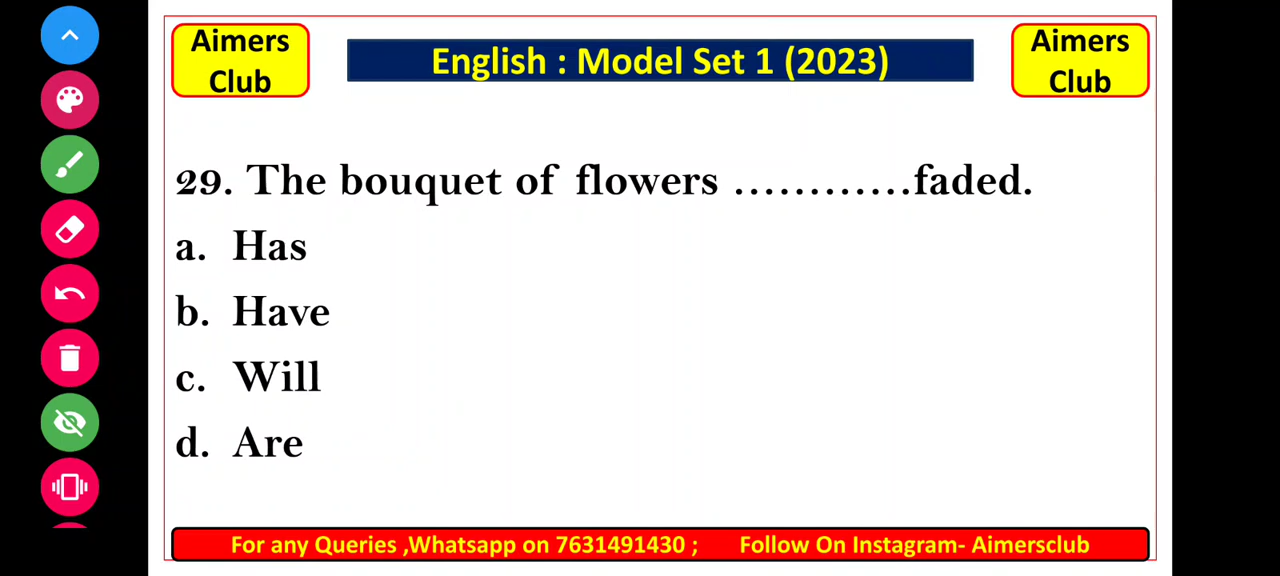 Aimers
Club
English : Model Set 1 (2023)
Aimers
Club
29. The bouquet of flowers ............faded.
a. Has
b. Have
c. Will
d. Are
For any Queries ,Whatsapp on 7631491430 ; Follow On Instagram- Aimersclub